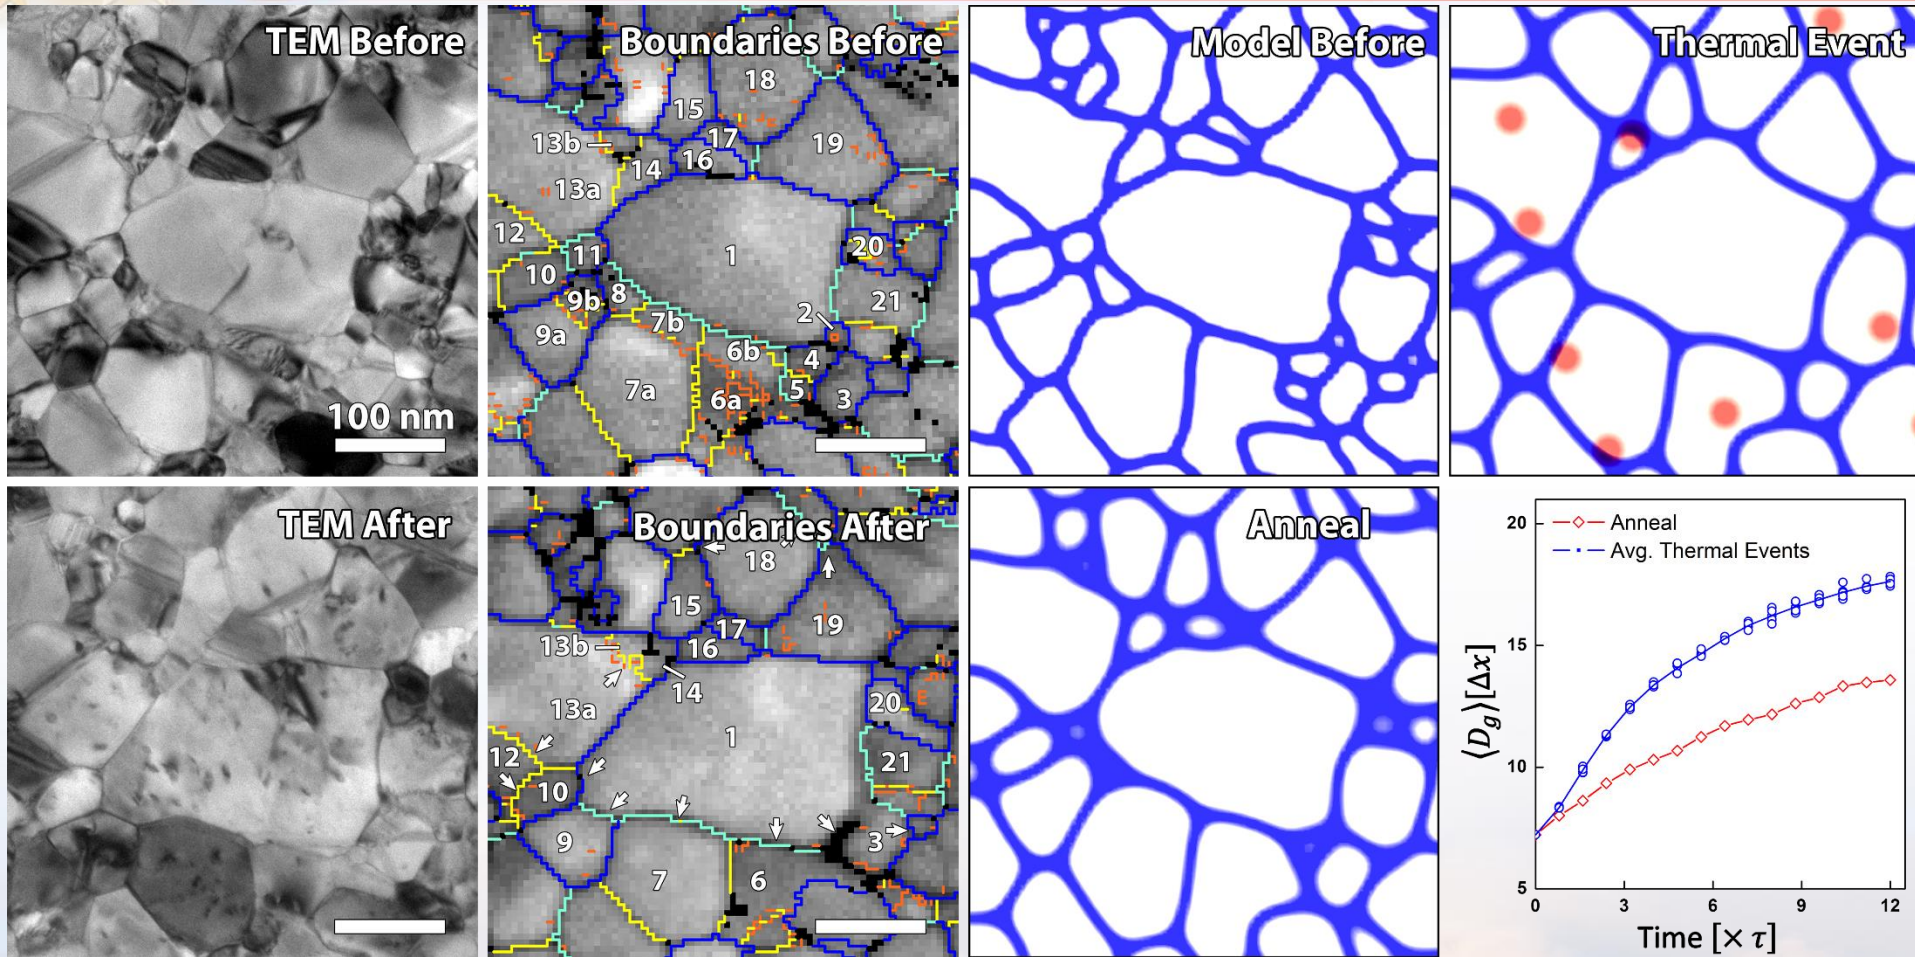 TEM Before
100 nm
Boundaries Before
18
15
17
13b
16
14
19
13a
12
11
1
20
10
9b
8
21
2
7b
9a
6b
4
7a
6a
5
3
Model Before
Thermal Event
TEM After
Boundaries After
18
15
17
19
13b
16
14
13a
20
1
12
21
10
9
3
7
6
Anneal
Anneal
Avg. Thermal Events
⟨D_g⟩[Δx]
20
15
10
5
0
3
6
9
12
Time [× τ]